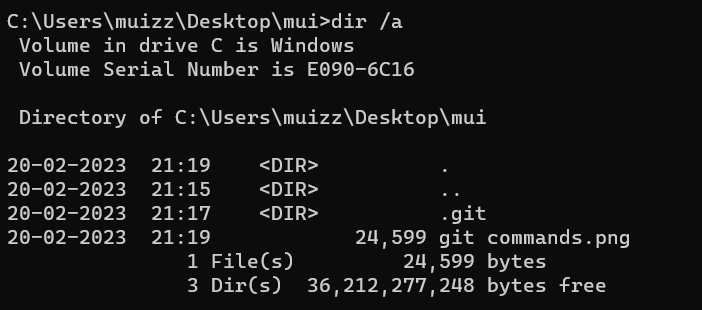 C:\Users\muizz\Desktop\mui>dir /a
 Volume in drive C is Windows
 Volume Serial Number is E090-6C16

 Directory of C:\Users\muizz\Desktop\mui

20-02-2023  21:19    <DIR>          .
20-02-2023  21:15    <DIR>          ..
20-02-2023  21:17    <DIR>          .git
20-02-2023  21:19            24,599 git commands.png
               1 File(s)         24,599 bytes
               3 Dir(s)  36,212,277,248 bytes free